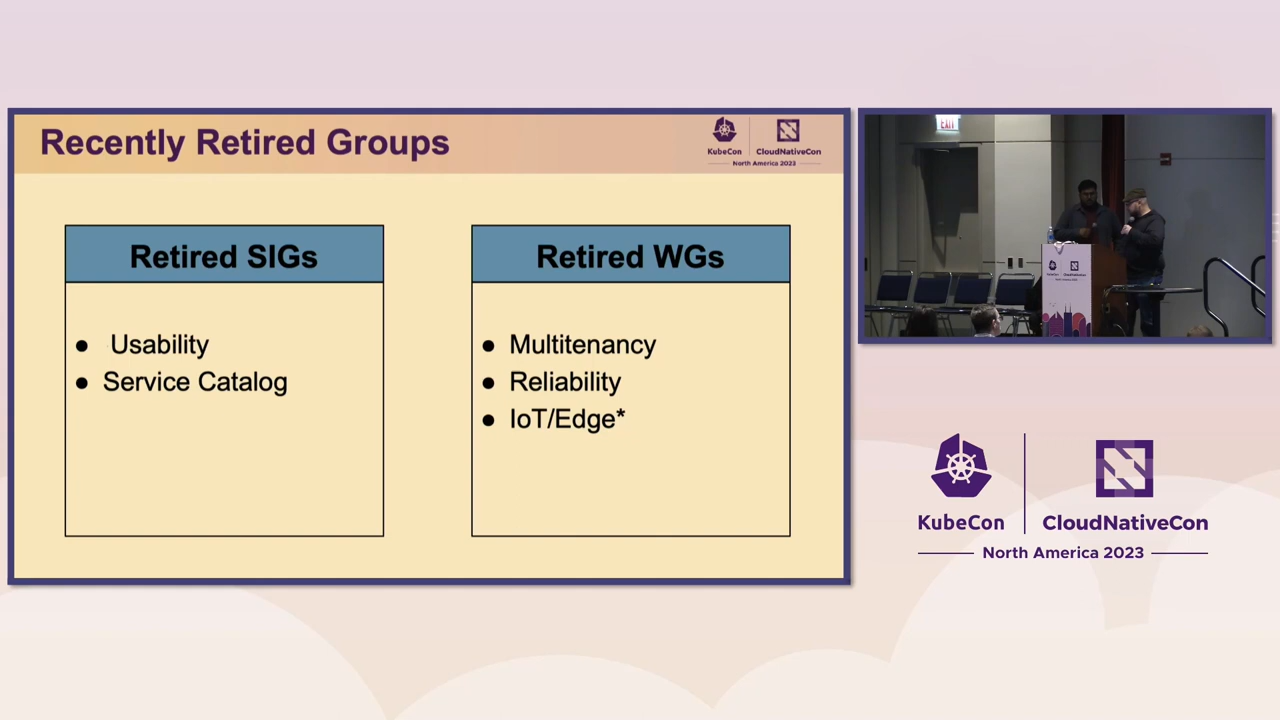 Recently Retired Groups
KubeCon
CloudNativeCon
North America 2023
Retired SIGs
● Usability
● Service Catalog
Retired WGs
● Multitenancy
● Reliability
● IoT/Edge*
EXIT
KubeCon
CloudNativeCon
North America 2023